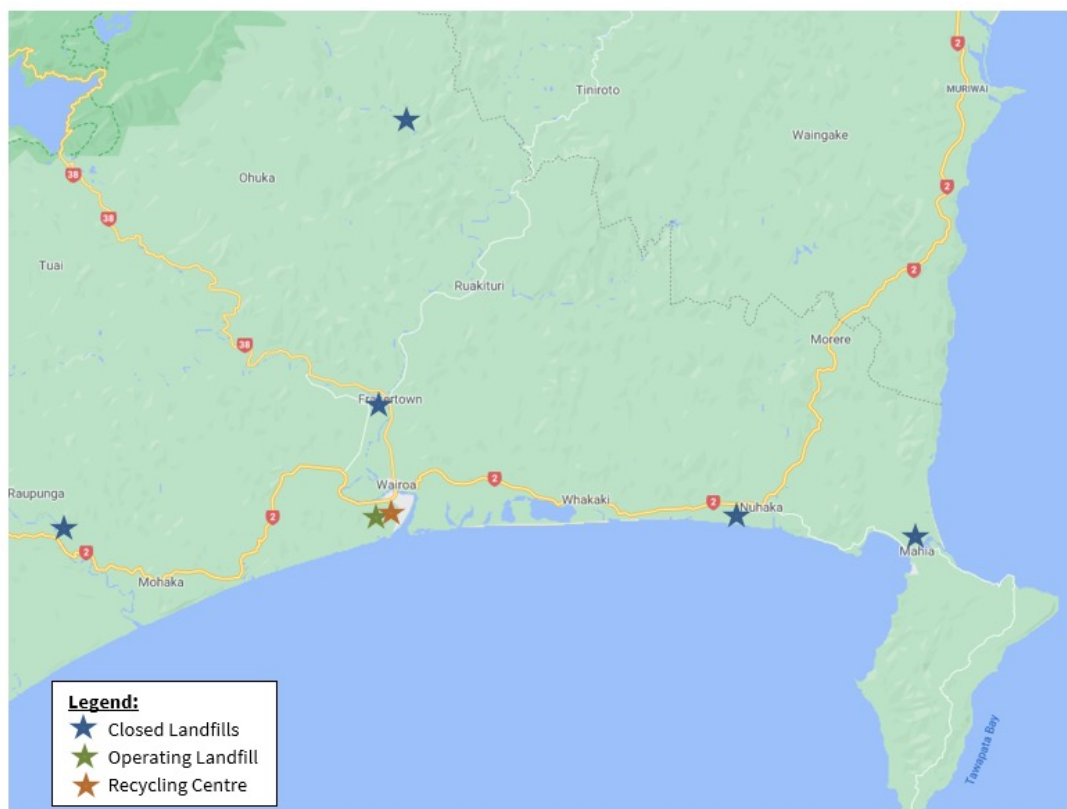 2
Tiniroto
MURIWAI
Waingake
38
Ohuka
2
38
Tuai
2
Ruakituri
38
Morere
Frasertown
Wairoa
2
Raupunga
Whakaki
2
Nuhaka
2
2
Mahia
Mohaka
Legend:
Closed Landfills
Operating Landfill
Recycling Centre
Tawapata Bay